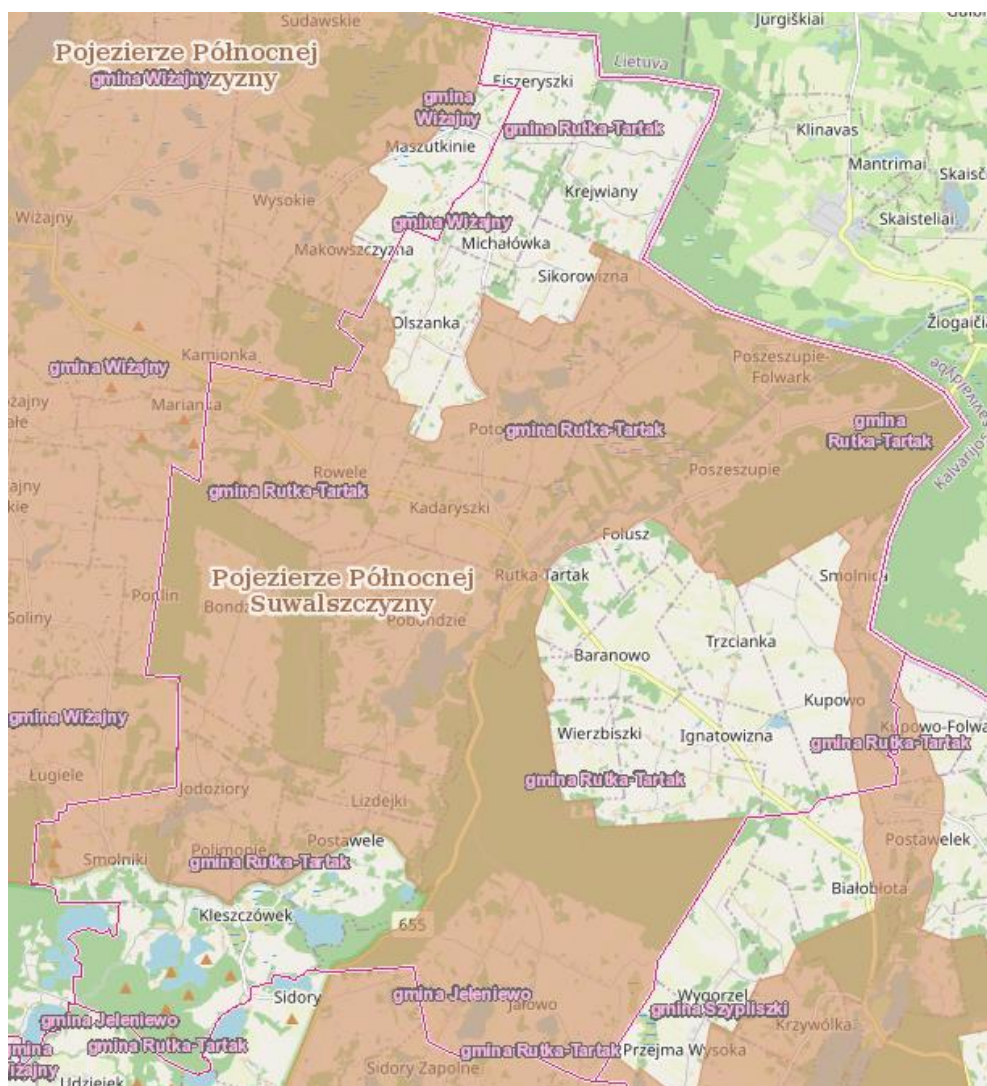 Sudawskie
Jurgiškiai
Pojezierze Północnej
gmina Wiżajny
Lietuva
Ejszeryszki
gmina
Wiżajny
gmina Rutka-Tartak
Klinavas
Maszutkinie
Mantrimai
Krejwiany
Wysokie
Skaisteliai
Wiżajny
gmina Wiżajny
Michałówka
Makowszczyzna
Sikorowizna
Olszanka
Kamionka
Poszeszupie-
Folwark
gmina Wiżajny
Marianka
gmina Rutka-Tartak
gmina
Rutka-Tartak
Rowele
Poszeszupie
gmina Rutka-Tartak
Kadaryszki
Folusz
Pojezierze Północnej
Suwalszczyzny
Rutka-Tartak
Smolnica
Poplin
Soliny
Pobondzie
Trzcianka
Baranowo
Kupowo
gmina Wiżajny
Wierzbiszki
Ignatowizna
gmina Rutka-Tartak
Ługiele
gmina Rutka-Tartak
Jodoziory
Lizdejki
Smolniki
Polimonie
Postawele
Postawelek
gmina Rutka-Tartak
Białobłota
Kleszczówek
655
Sidory
gmina Jeleniewo
Wygorzel
gmina Szypliszki
Jałowo
gmina Jeleniewo
Krzywólka
gmina Rutka-Tartak
gmina Rutka-Tartak
Przejma Wysoka
Sidory Zapolne
Udziejek